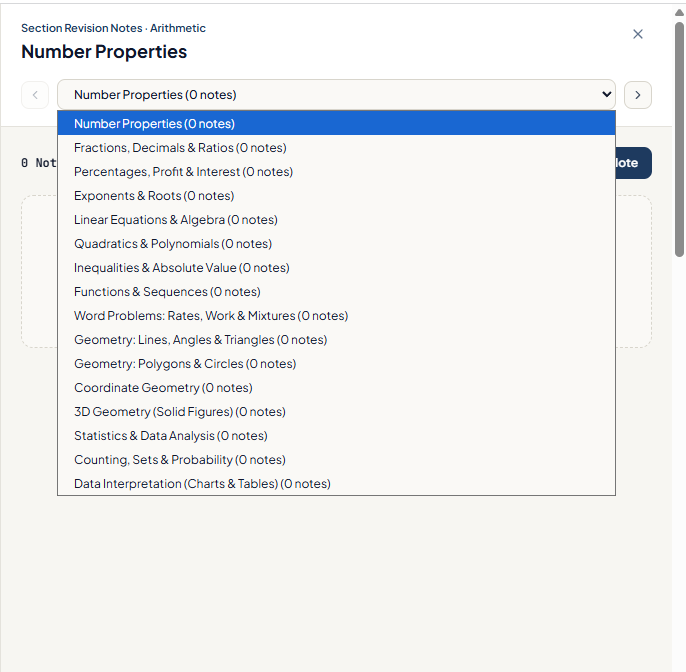 Section Revision Notes · Arithmetic
Number Properties
Number Properties (0 notes)
Number Properties (0 notes)
Fractions, Decimals & Ratios (0 notes)
Percentages, Profit & Interest (0 notes)
Exponents & Roots (0 notes)
Linear Equations & Algebra (0 notes)
Quadratics & Polynomials (0 notes)
Inequalities & Absolute Value (0 notes)
Functions & Sequences (0 notes)
Word Problems: Rates, Work & Mixtures (0 notes)
Geometry: Lines, Angles & Triangles (0 notes)
Geometry: Polygons & Circles (0 notes)
Coordinate Geometry (0 notes)
3D Geometry (Solid Figures) (0 notes)
Statistics & Data Analysis (0 notes)
Counting, Sets & Probability (0 notes)
Data Interpretation (Charts & Tables) (0 notes)
0 Not